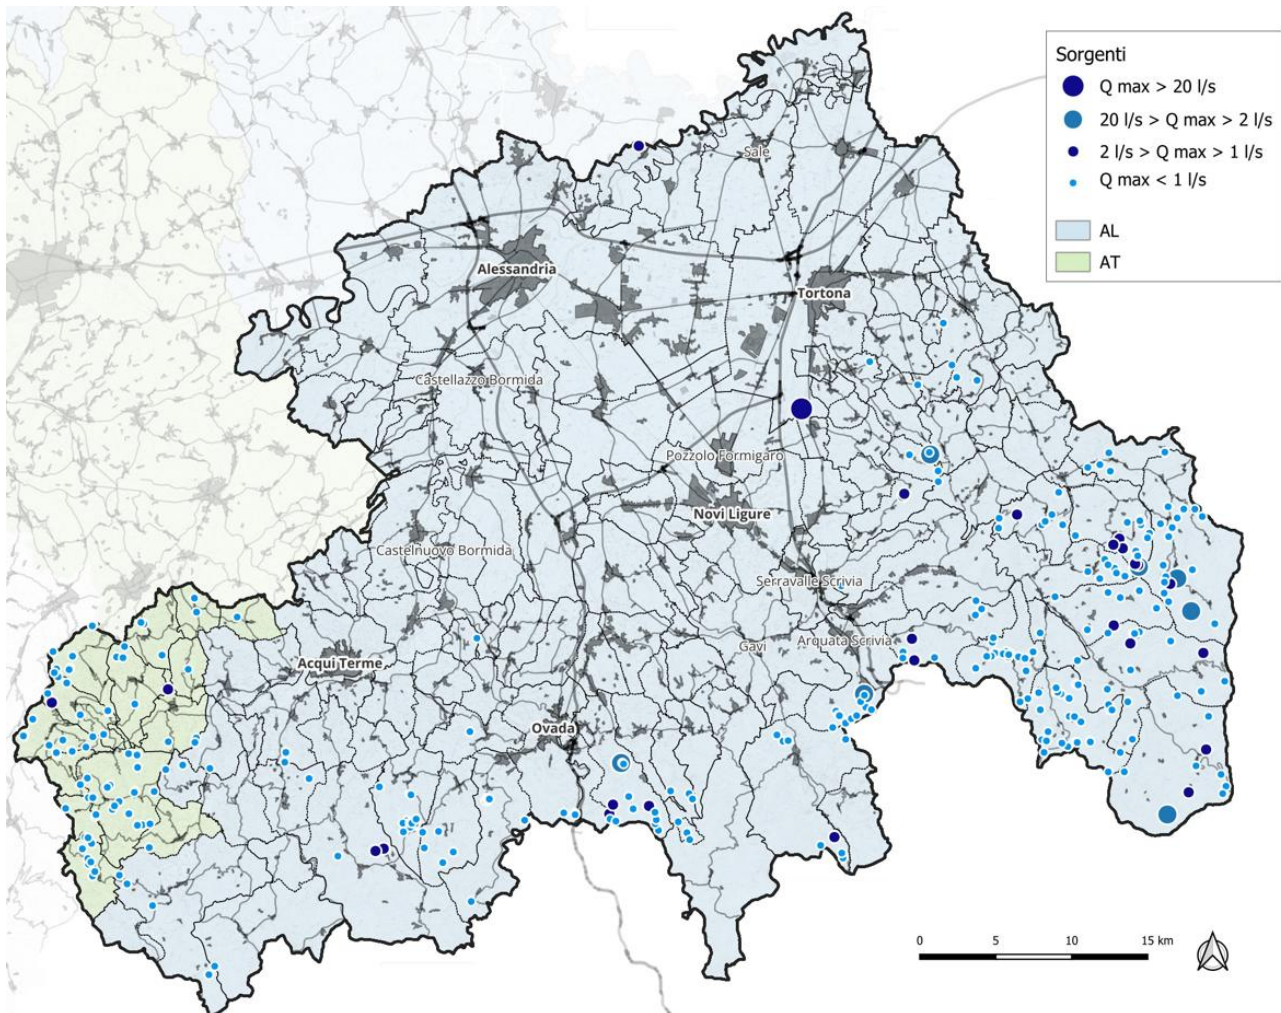 Sorgenti
Q max > 20 l/s
20 l/s > Q max > 2 l/s
2 l/s > Q max > 1 l/s
Q max < 1 l/s
AL
AT
Sale
Alessandria
Tortona
Castellazzo Bormida
Pozzolo Formigaro
Novi Ligure
Castelnuovo Bormida
Serravalle Scrivia
Arquata Scrivia
Gavi
Acqui Terme
Ovada
0 5 10 15 km